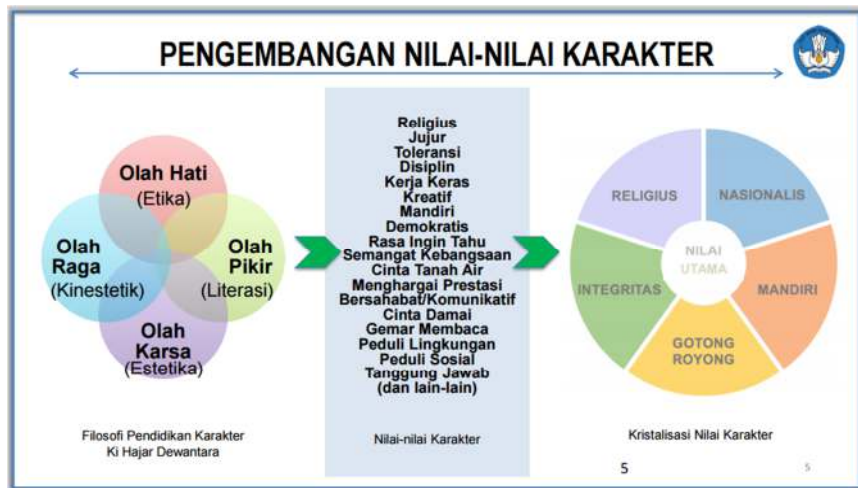 PENGEMBANGAN NILAI-NILAI KARAKTER
Olah Hati
(Etika)
Olah
Raga
(Kinestetik)
Olah
Pikir
(Literasi)
Olah
Karsa
(Estetika)
Filosofi Pendidikan Karakter
Ki Hajar Dewantara
Religius
Jujur
Toleransi
Disiplin
Kerja Keras
Kreatif
Mandiri
Demokratis
Rasa Ingin Tahu
Semangat Kebangsaan
Cinta Tanah Air
Menghargai Prestasi
Bersahabat/Komunikatif
Cinta Damai
Gemar Membaca
Peduli Lingkungan
Peduli Sosial
Tanggung Jawab
(dan lain-lain)
Nilai-nilai Karakter
RELIGIUS
NASIONALIS
NILAI
UTAMA
INTEGRITAS
MANDIRI
GOTONG
ROYONG
Kristalisasi Nilai Karakter
5
5